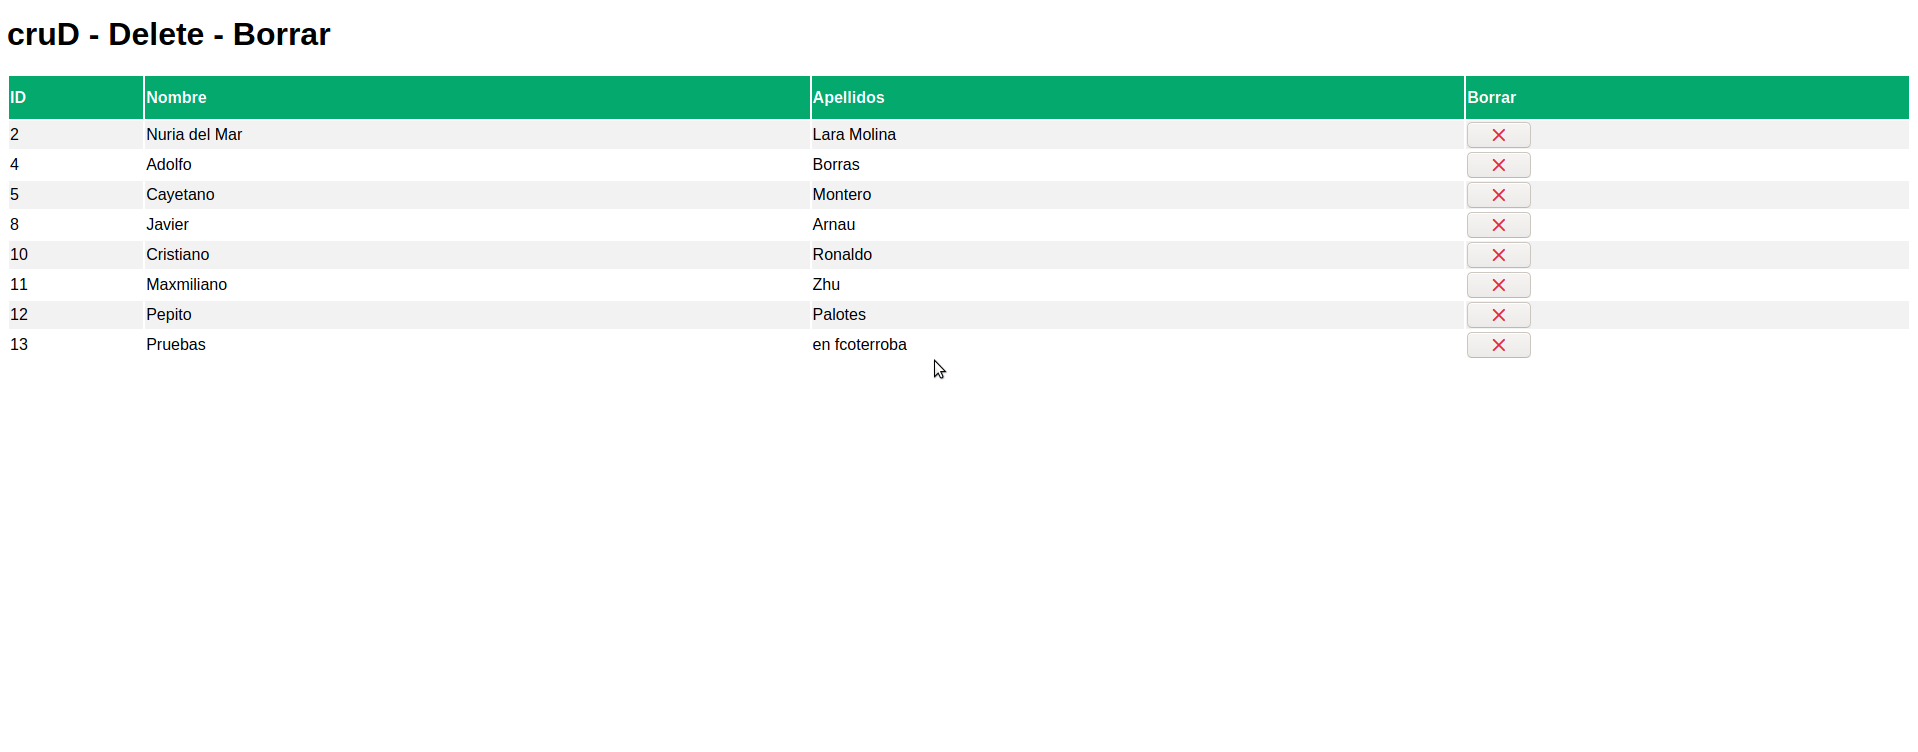 cruD - Delete - Borrar
ID Nombre Apellidos Borrar
2 Nuria del Mar Lara Molina
4 Adolfo Borras
5 Cayetano Montero
8 Javier Arnau
10 Cristiano Ronaldo
11 Maxmiliano Zhu
12 Pepito Palotes
13 Pruebas en fcoterroba